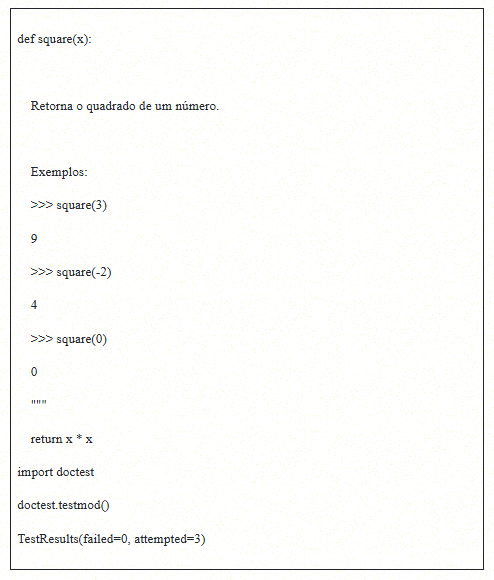 def square(x):
Retorna o quadrado de um número.
Exemplos:
>>> square(3)
9
>>> square(-2)
4
>>> square(0)
0
"""
return x * x
import doctest
doctest.testmod()
TestResults(failed=0, attempted=3)